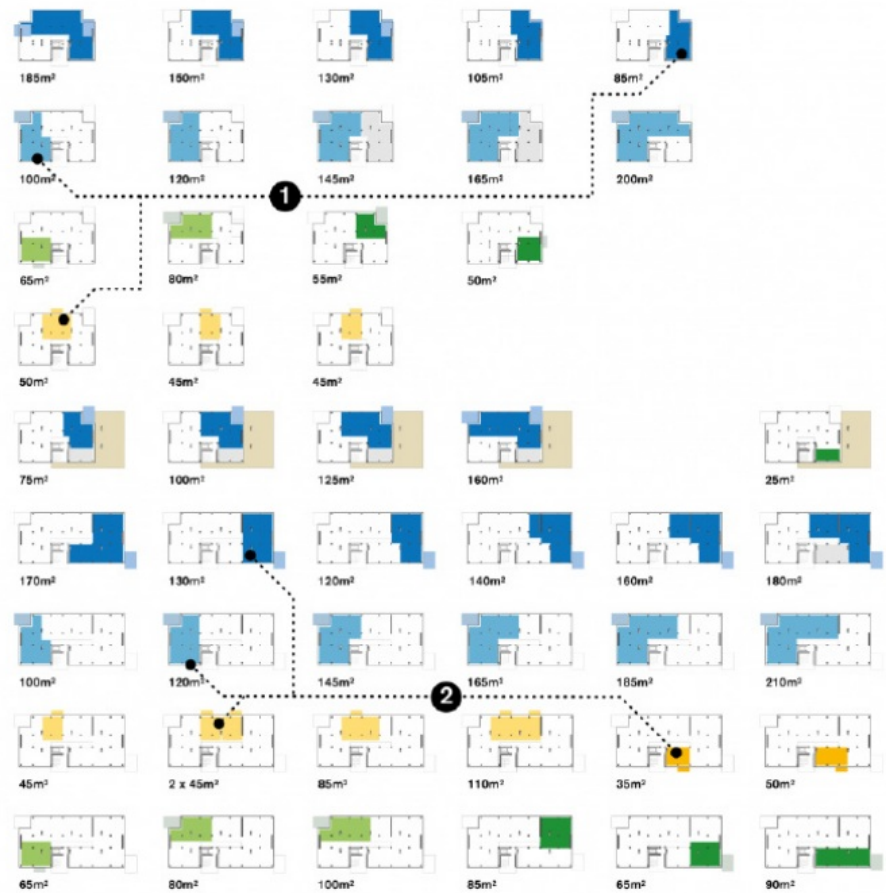 185m² 150m² 130m² 105m² 85m²
100m² 120m² 145m² 165m² 200m²
1
65m² 80m² 55m² 50m²
50m² 45m² 45m²
75m² 100m² 125m² 160m² 25m²
170m² 130m² 120m² 140m² 160m² 180m²
100m² 120m² 145m² 165m² 185m² 210m²
2
45m² 2 x 45m² 85m² 110m² 35m² 50m²
65m² 80m² 100m² 85m² 65m² 90m²